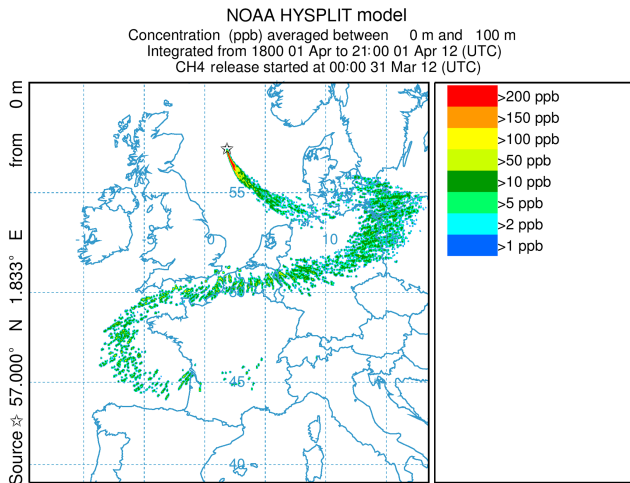 NOAA HYSPLIT model
Concentration (ppb) averaged between 0 m and 100 m
Integrated from 1800 01 Apr to 21:00 01 Apr 12 (UTC)
CH4 release started at 00:00 31 Mar 12 (UTC)
Source ☆ 57.000° N 1.833° E from 0 m
>200 ppb
>150 ppb
>100 ppb
>50 ppb
>10 ppb
>5 ppb
>2 ppb
>1 ppb
55
0
10
45
40